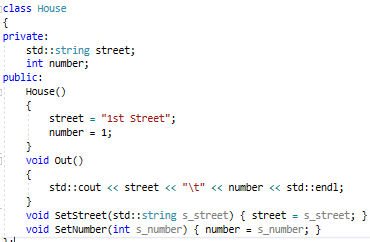 class House
{
private:
    std::string street;
    int number;
public:
    House()
    {
        street = "1st Street";
        number = 1;
    }
    void Out()
    {
        std::cout << street << "\t" << number << std::endl;
    }
    void SetStreet(std::string s_street) { street = s_street; }
    void SetNumber(int s_number) { number = s_number; }
};